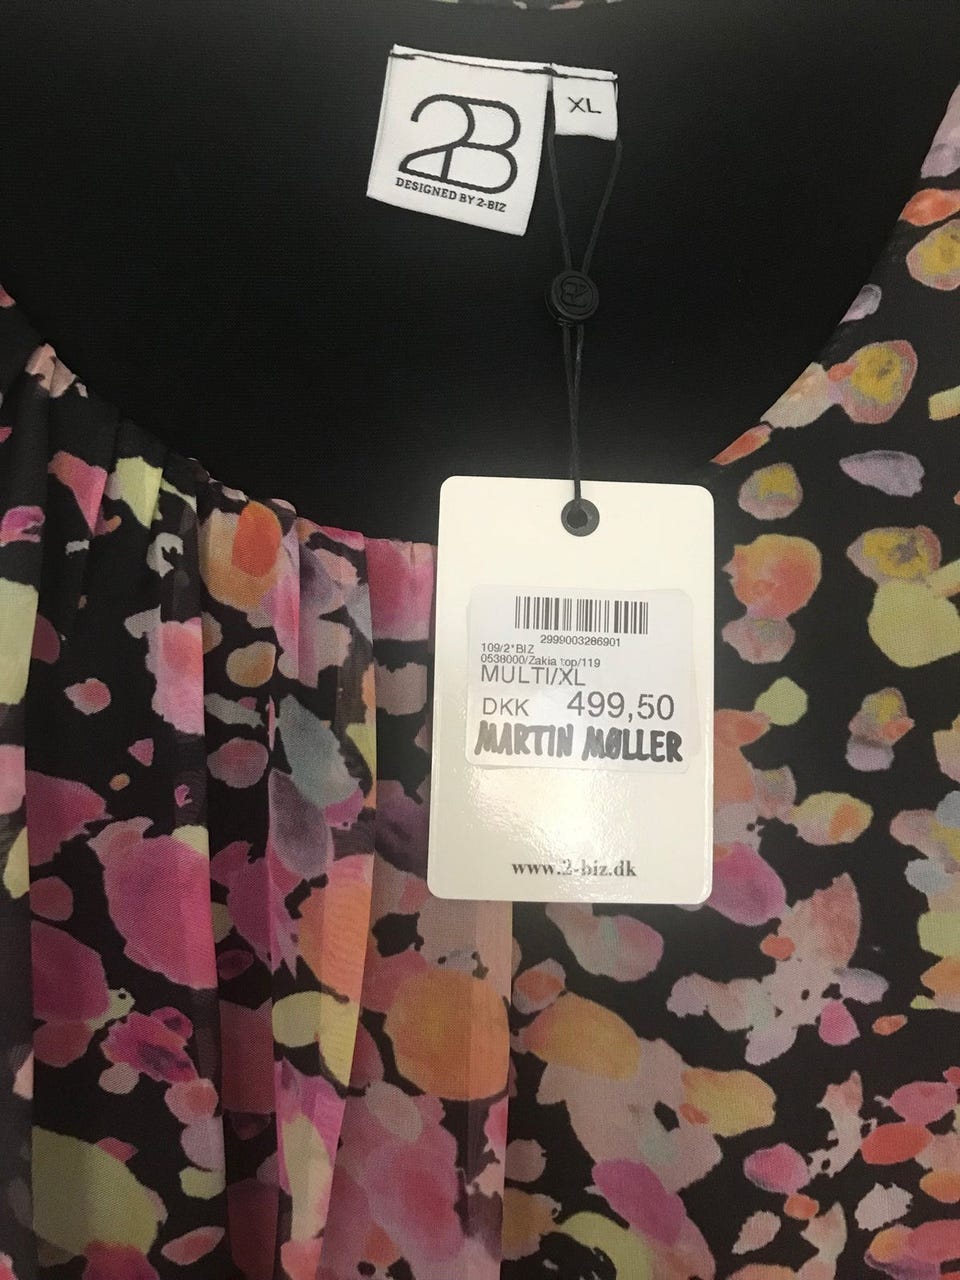 2B
DESIGNED BY 2-BIZ
XL
2999003286901
109/2*BIZ
0538000/Zakia top/119
MULTI/XL
DKK 499,50
MARTIN MØLLER
www.2-biz.dk